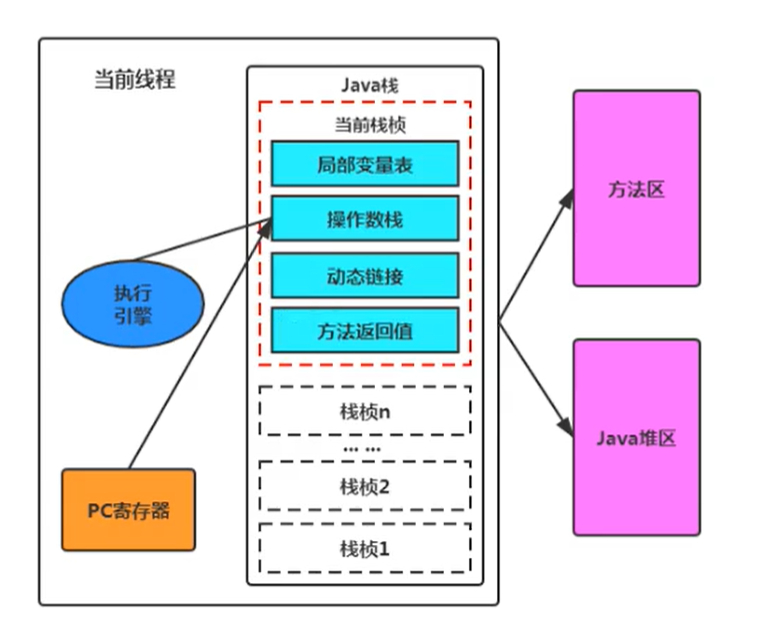 当前线程
Java栈
当前栈桢
局部变量表
操作数栈
动态链接
方法返回值
执行
引擎
PC寄存器
栈桢n
... ...
栈桢2
栈桢1
方法区
Java堆区